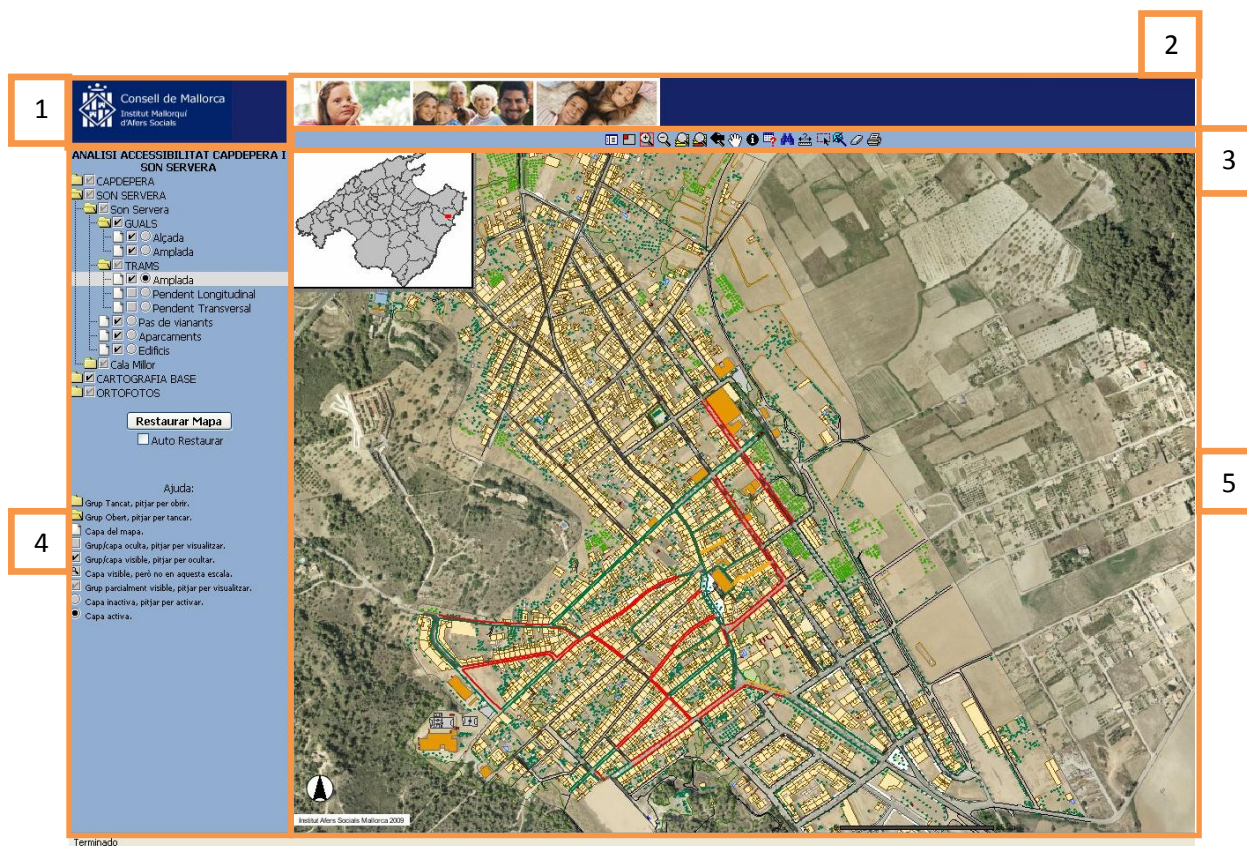 2
1
Consell de Mallorca
Institut Mallorquí
d'Afers Socials
3
ANALISI ACCESSIBILITAT CAPDEPERA I
SON SERVERA
CAPDEPERA
SON SERVERA
Son Servera
GUALS
Alçada
Amplada
TRAMS
Amplada
Pendent Longitudinal
Pendent Transversal
Pas de vianants
Aparcaments
Edificis
Cala Millor
CARTOGRAFIA BASE
ORTOFOTOS
Restaurar Mapa
Auto Restaurar
5
Ajuda:
Grup Tancat, pitjar per obrir.
Grup Obert, pitjar per tancar.
4
Capa del mapa.
Grup/capa oculta, pitjar per visualitzar.
Grup/capa visible, pitjar per ocultar.
Capa visible, però no en aquesta escala.
Grup parcialment visible, pitjar per visualitzar.
Capa inactiva, pitjar per activar.
Capa activa.
Institut Afers Socials Mallorca 2009
Terminado